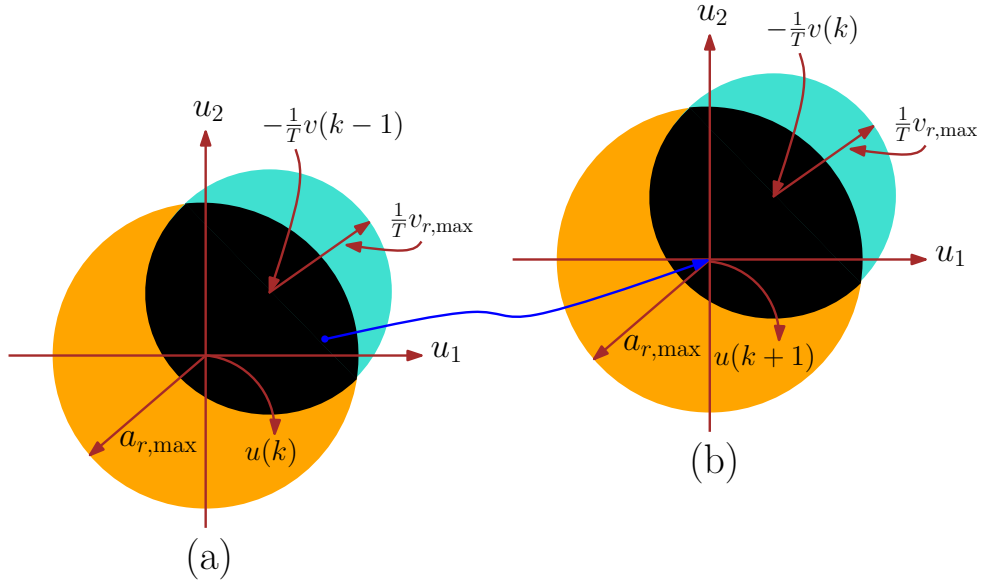 u_2
-\frac{1}{T}v(k-1)
\frac{1}{T}v_{r,max}
u_1
a_{r,max}
u(k)
(a)
u_2
-\frac{1}{T}v(k)
\frac{1}{T}v_{r,max}
u_1
a_{r,max}
u(k+1)
(b)